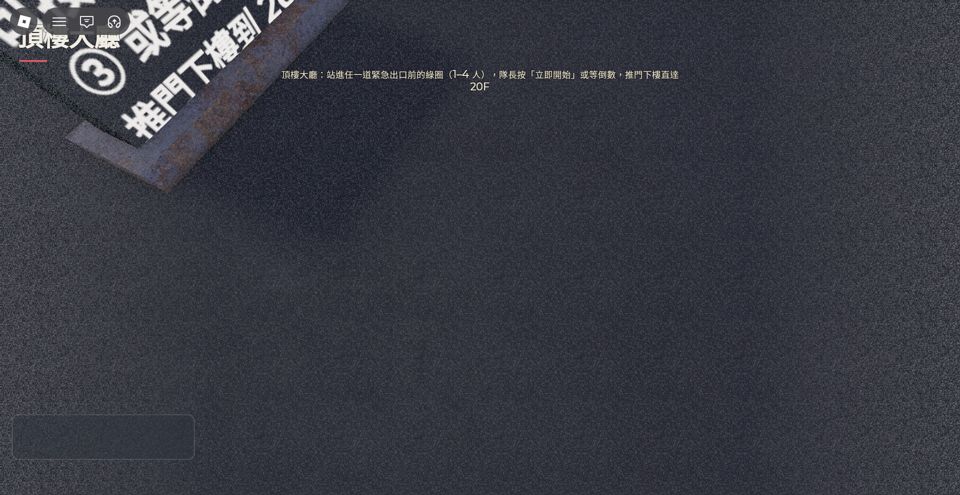 頂樓大廳
③ 或等
推門下樓到 20
頂樓大廳：站進任一道緊急出口前的綠圈（1–4 人），隊長按「立即開始」或等倒數，推門下樓直達
20F